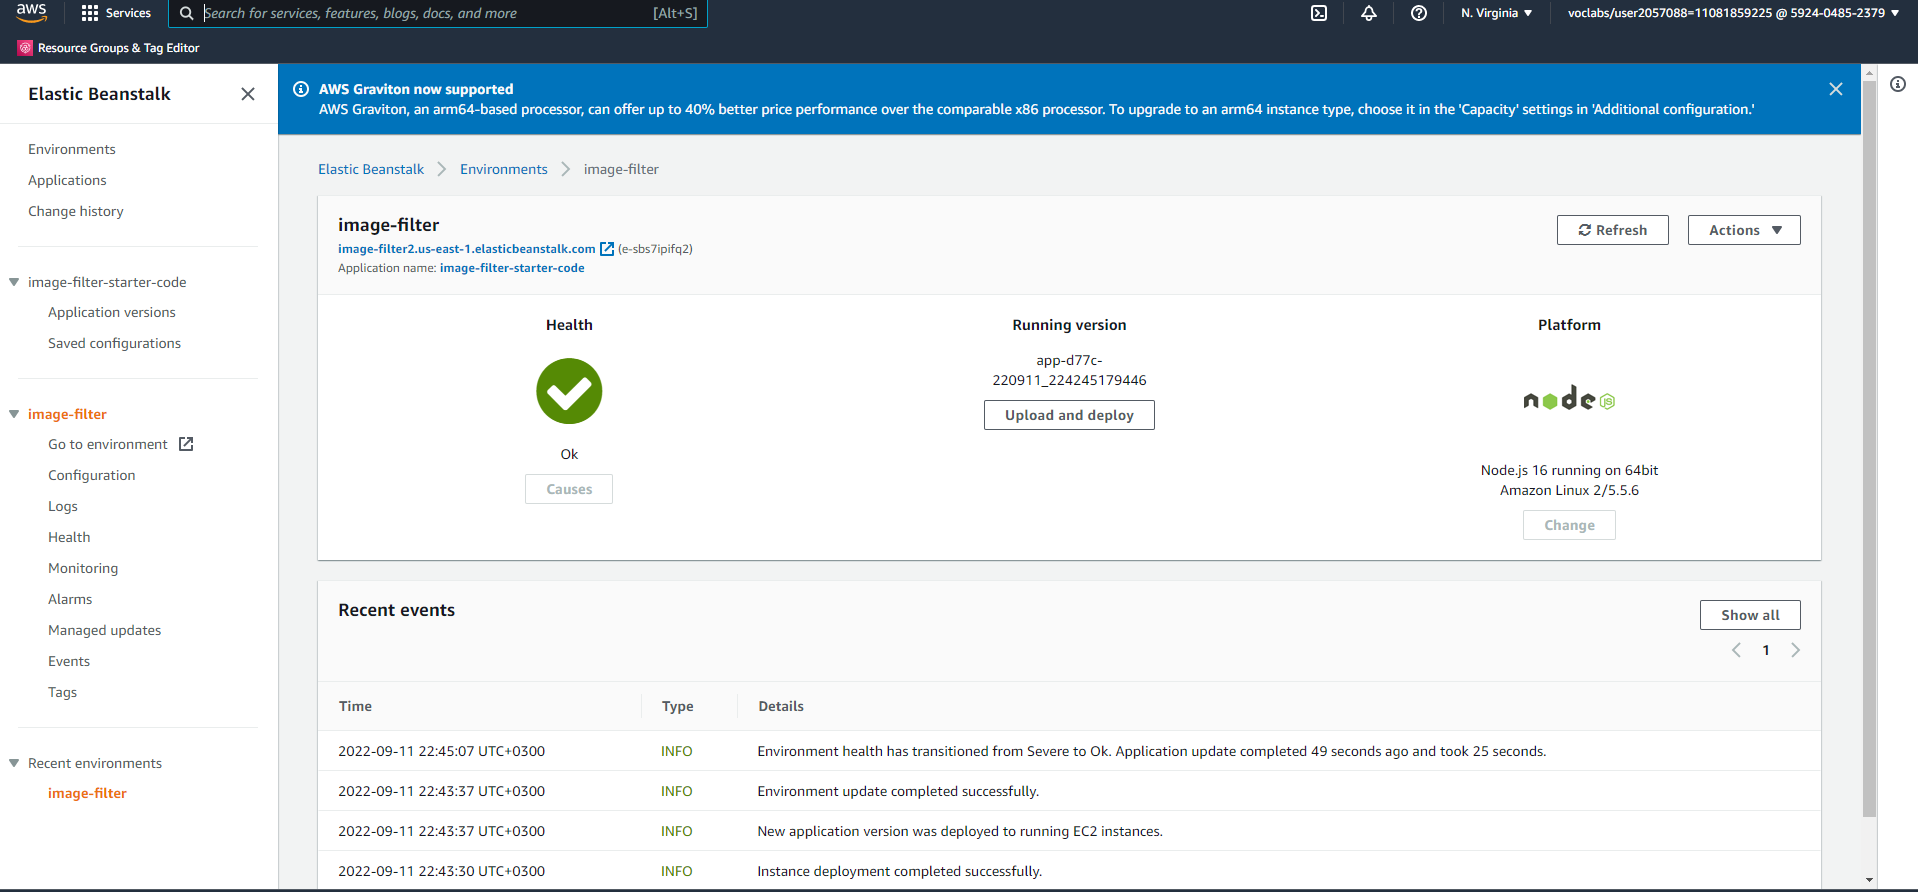 aws
Services
Search for services, features, blogs, docs, and more
[Alt+S]
N. Virginia
voclabs/user2057088=11081859225 @ 5924-0485-2379
Resource Groups & Tag Editor
Elastic Beanstalk
Environments
Applications
Change history
image-filter-starter-code
Application versions
Saved configurations
image-filter
Go to environment
Configuration
Logs
Health
Monitoring
Alarms
Managed updates
Events
Tags
Recent environments
image-filter
AWS Graviton now supported
AWS Graviton, an arm64-based processor, can offer up to 40% better price performance over the comparable x86 processor. To upgrade to an arm64 instance type, choose it in the 'Capacity' settings in 'Additional configuration.'
Elastic Beanstalk
Environments
image-filter
image-filter
image-filter2.us-east-1.elasticbeanstalk.com (e-sbs7ipifq2)
Application name: image-filter-starter-code
Refresh
Actions
Health
Ok
Causes
Running version
app-d77c-
220911_224245179446
Upload and deploy
Platform
node JS
Node.js 16 running on 64bit
Amazon Linux 2/5.5.6
Change
Recent events
Show all
1
Time Type Details
2022-09-11 22:45:07 UTC+0300 INFO Environment health has transitioned from Severe to Ok. Application update completed 49 seconds ago and took 25 seconds.
2022-09-11 22:43:37 UTC+0300 INFO Environment update completed successfully.
2022-09-11 22:43:37 UTC+0300 INFO New application version was deployed to running EC2 instances.
2022-09-11 22:43:30 UTC+0300 INFO Instance deployment completed successfully.